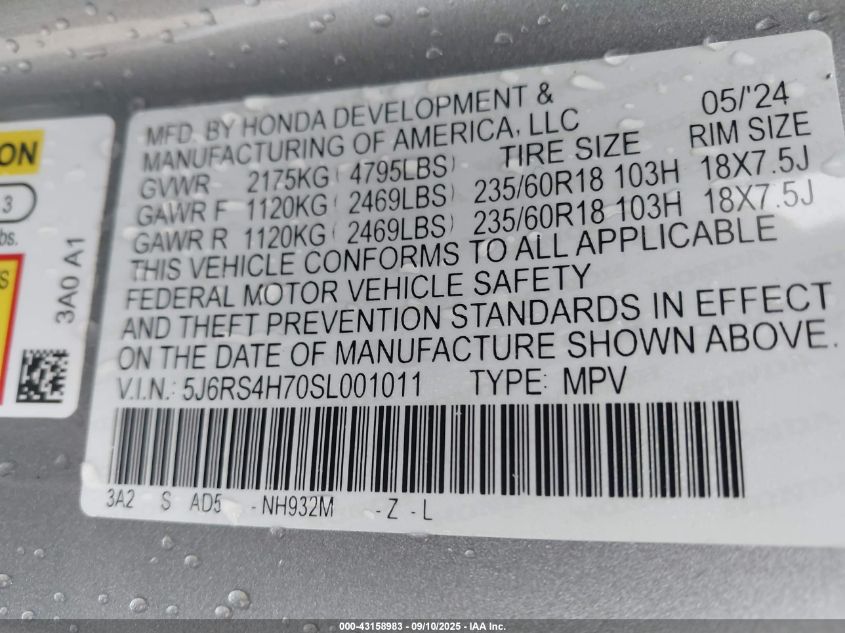 ON
3
bs.
S
3A0 A1
MFD. BY HONDA DEVELOPMENT & 05/'24
MANUFACTURING OF AMERICA, LLC TIRE SIZE RIM SIZE
GVWR 2175KG ( 4795LBS)
GAWR F 1120KG ( 2469LBS) 235/60R18 103H 18X7.5J
GAWR R 1120KG ( 2469LBS) 235/60R18 103H 18X7.5J
THIS VEHICLE CONFORMS TO ALL APPLICABLE
FEDERAL MOTOR VEHICLE SAFETY
AND THEFT PREVENTION STANDARDS IN EFFECT
ON THE DATE OF MANUFACTURE SHOWN ABOVE.
V.I.N.: 5J6RS4H70SL001011 TYPE: MPV
3A2 S AD5 - NH932M - Z - L
000-43158983 - 09/10/2025 - IAA Inc.